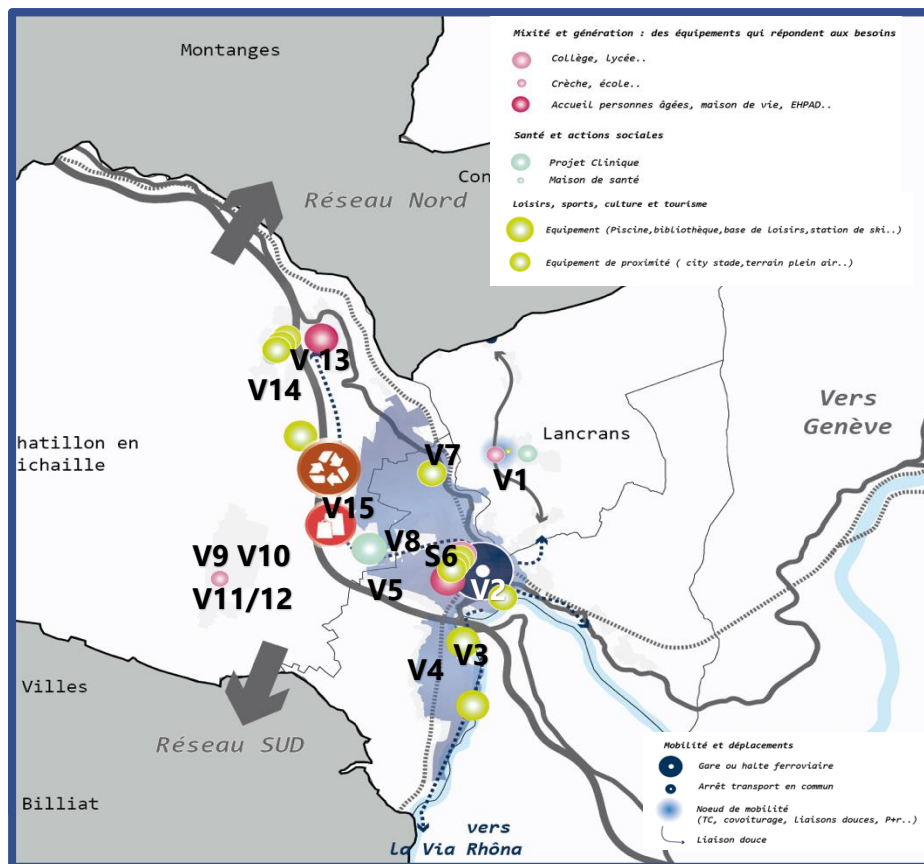 Montanges
Mixité et génération : des équipements qui répondent aux besoins
Collège, lycée..
Crèche, école..
Accueil personnes âgées, maison de vie, EHPAD..
Santé et actions sociales
Projet Clinique
Maison de santé
Con
Réseau Nord
Loisirs, sports, culture et tourisme
Equipement (Piscine,bibliothèque,base de loisirs,station de ski..)
Equipement de proximité ( city stade,terrain plein air..)
V 13
V14
Vers
Genève
hatillon en
ichaille
Lancrans
V7
V1
V15
V8
S6
V9 V10
V5
V2
V11/12
V3
V4
Villes
Réseau SUD
Billiat
Mobilité et déplacements
Gare ou halte ferroviaire
Arrêt transport en commun
Noeud de mobilité
(TC, covoiturage, liaisons douces, P+r..)
Liaison douce
vers
la Via Rhôna